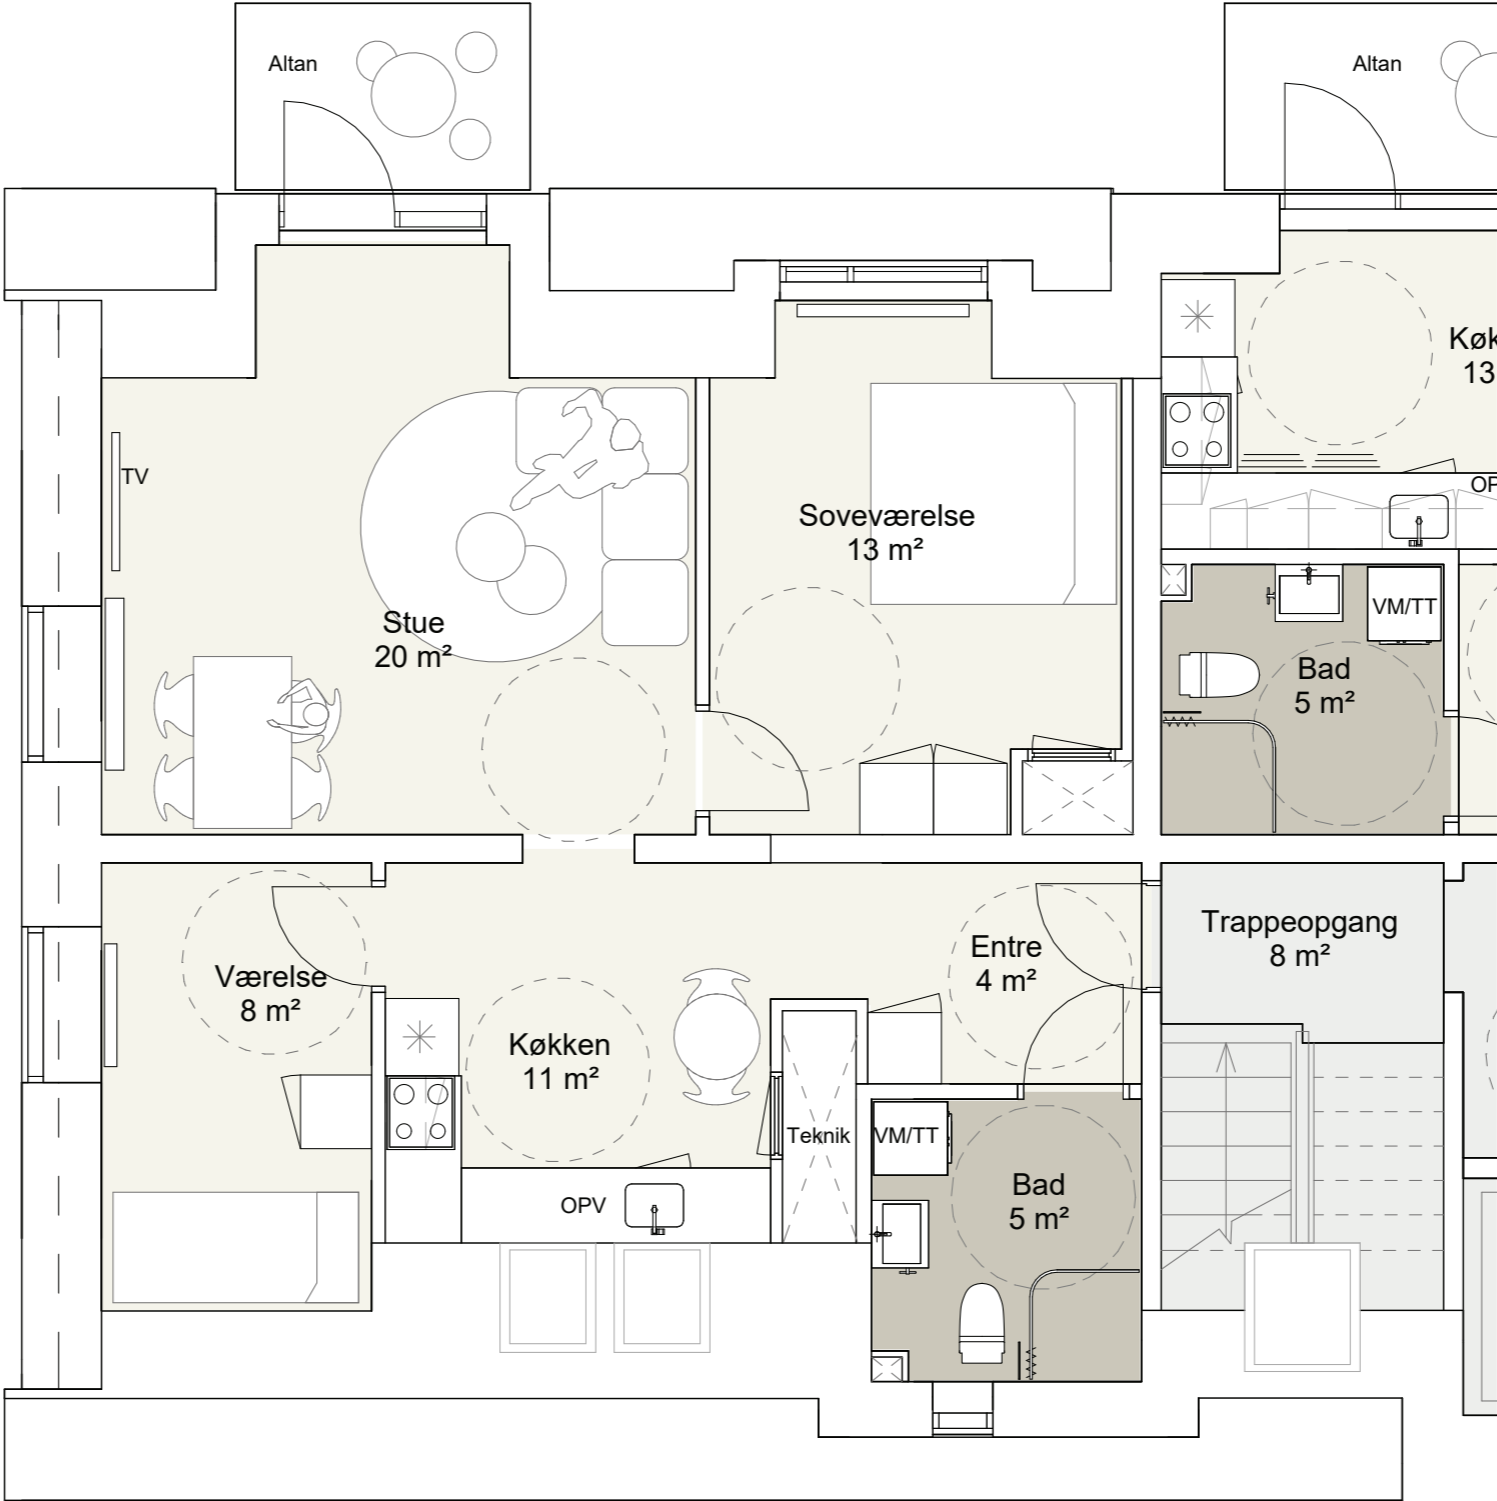 Altan
Altan
Køk
13
TV
OP
Soveværelse
13 m²
VM/TT
Stue
20 m²
Bad
5 m²
Trappeopgang
8 m²
Entre
4 m²
Værelse
8 m²
Køkken
11 m²
Teknik
VM/TT
OPV
Bad
5 m²